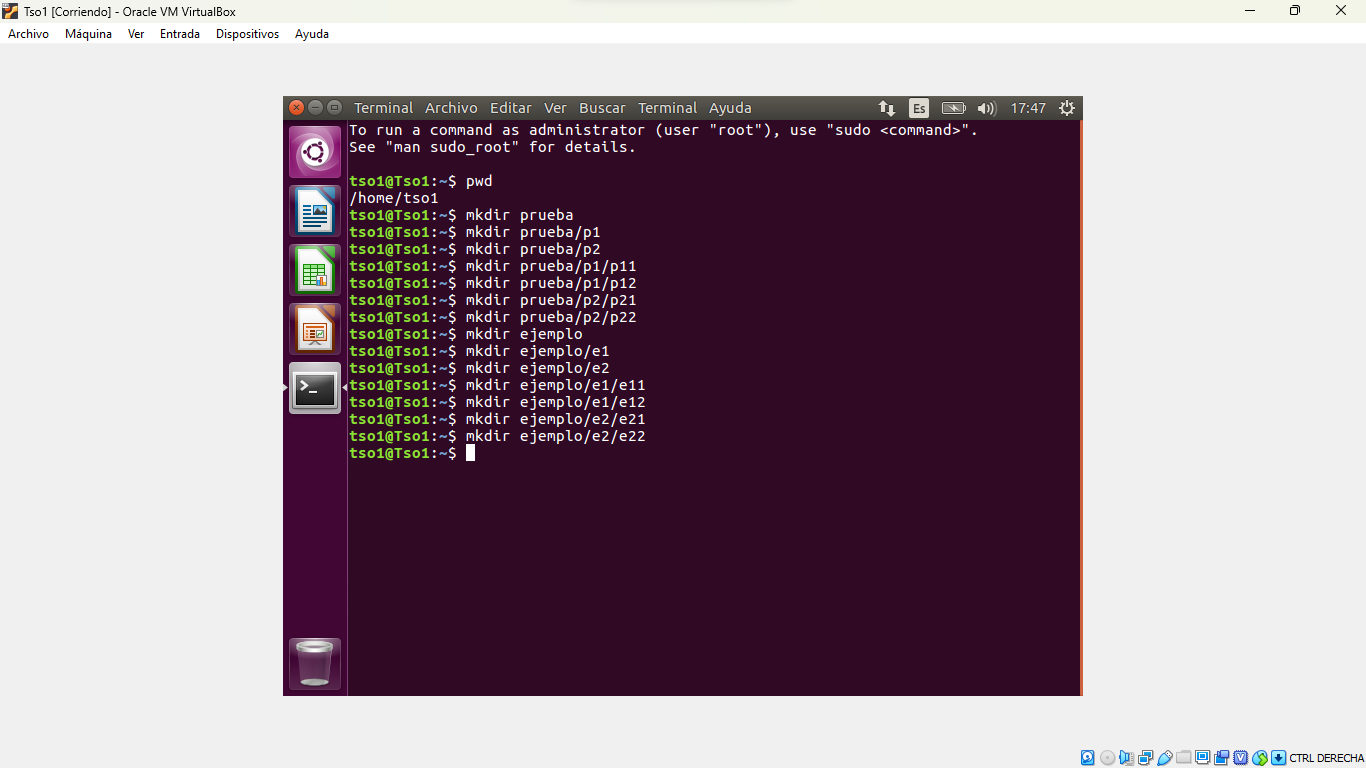 Tso1 [Corriendo] - Oracle VM VirtualBox
Archivo Máquina Ver Entrada Dispositivos Ayuda
Terminal Archivo Editar Ver Buscar Terminal Ayuda Es 17:47
To run a command as administrator (user "root"), use "sudo <command>".
See "man sudo_root" for details.
tso1@Tso1:~$ pwd
/home/tso1
tso1@Tso1:~$ mkdir prueba
tso1@Tso1:~$ mkdir prueba/p1
tso1@Tso1:~$ mkdir prueba/p2
tso1@Tso1:~$ mkdir prueba/p1/p11
tso1@Tso1:~$ mkdir prueba/p1/p12
tso1@Tso1:~$ mkdir prueba/p2/p21
tso1@Tso1:~$ mkdir prueba/p2/p22
tso1@Tso1:~$ mkdir ejemplo
tso1@Tso1:~$ mkdir ejemplo/e1
tso1@Tso1:~$ mkdir ejemplo/e2
tso1@Tso1:~$ mkdir ejemplo/e1/e11
tso1@Tso1:~$ mkdir ejemplo/e1/e12
tso1@Tso1:~$ mkdir ejemplo/e2/e21
tso1@Tso1:~$ mkdir ejemplo/e2/e22
tso1@Tso1:~$
CTRL DERECHA